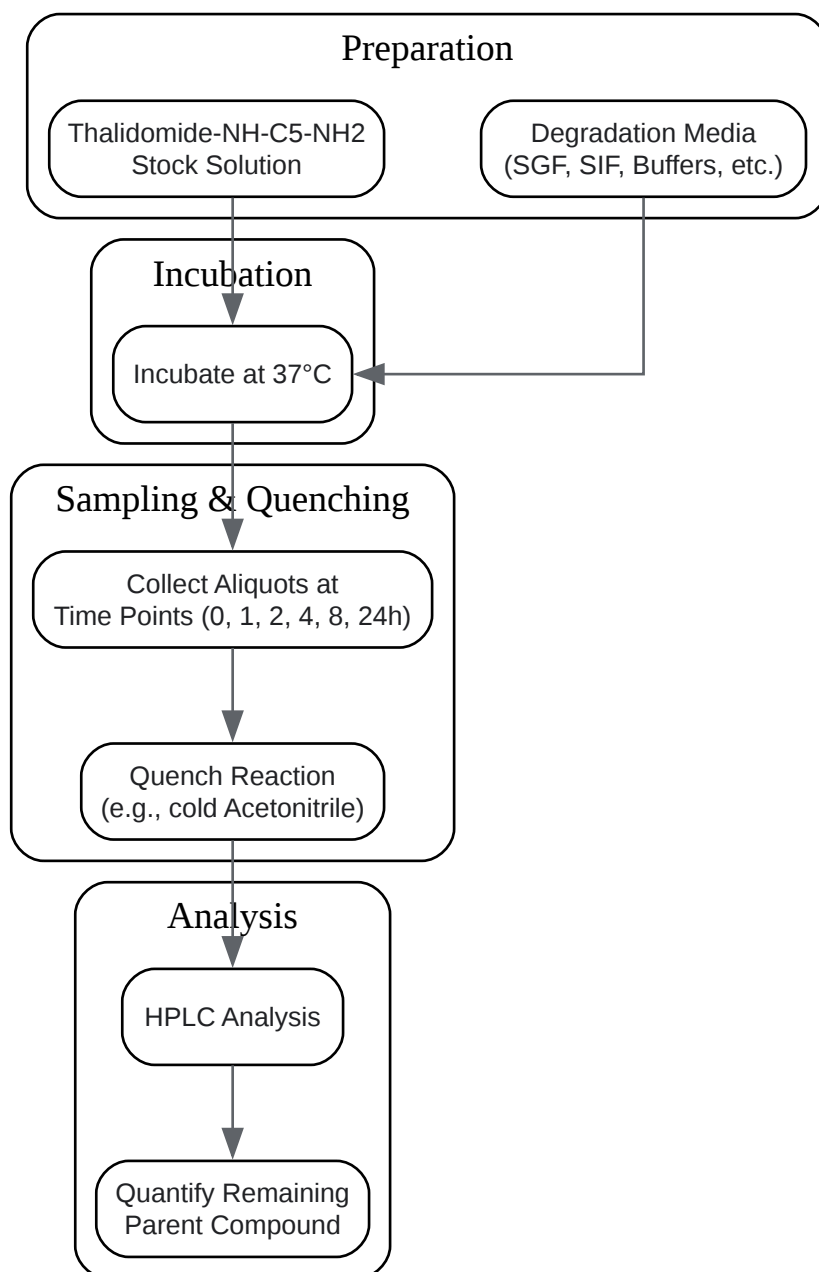 Preparation
Thalidomide-NH-C5-NH2
Stock Solution
Degradation Media
(SGF, SIF, Buffers, etc.)
Incubation
Incubate at 37°C
Sampling & Quenching
Collect Aliquots at
Time Points (0, 1, 2, 4, 8, 24h)
Quench Reaction
(e.g., cold Acetonitrile)
Analysis
HPLC Analysis
Quantify Remaining
Parent Compound